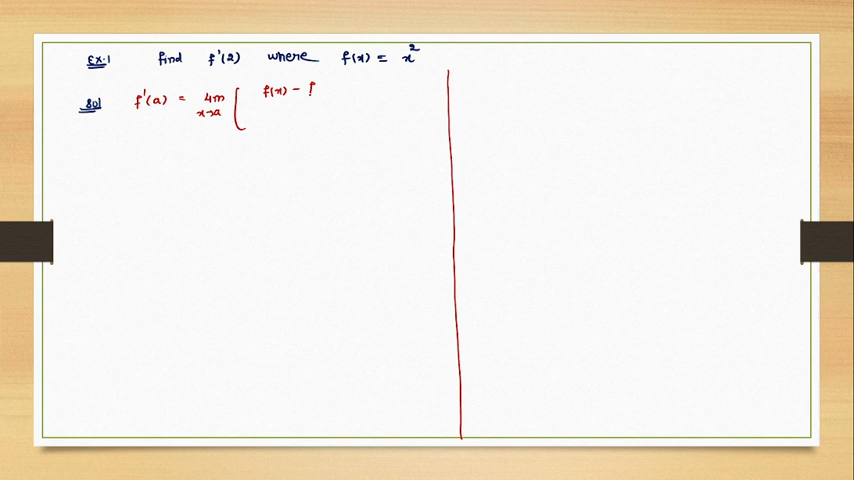 Ex.1 find f'(2) where f(x) = x²
Sol f'(a) = lim x→a [ f(x) -